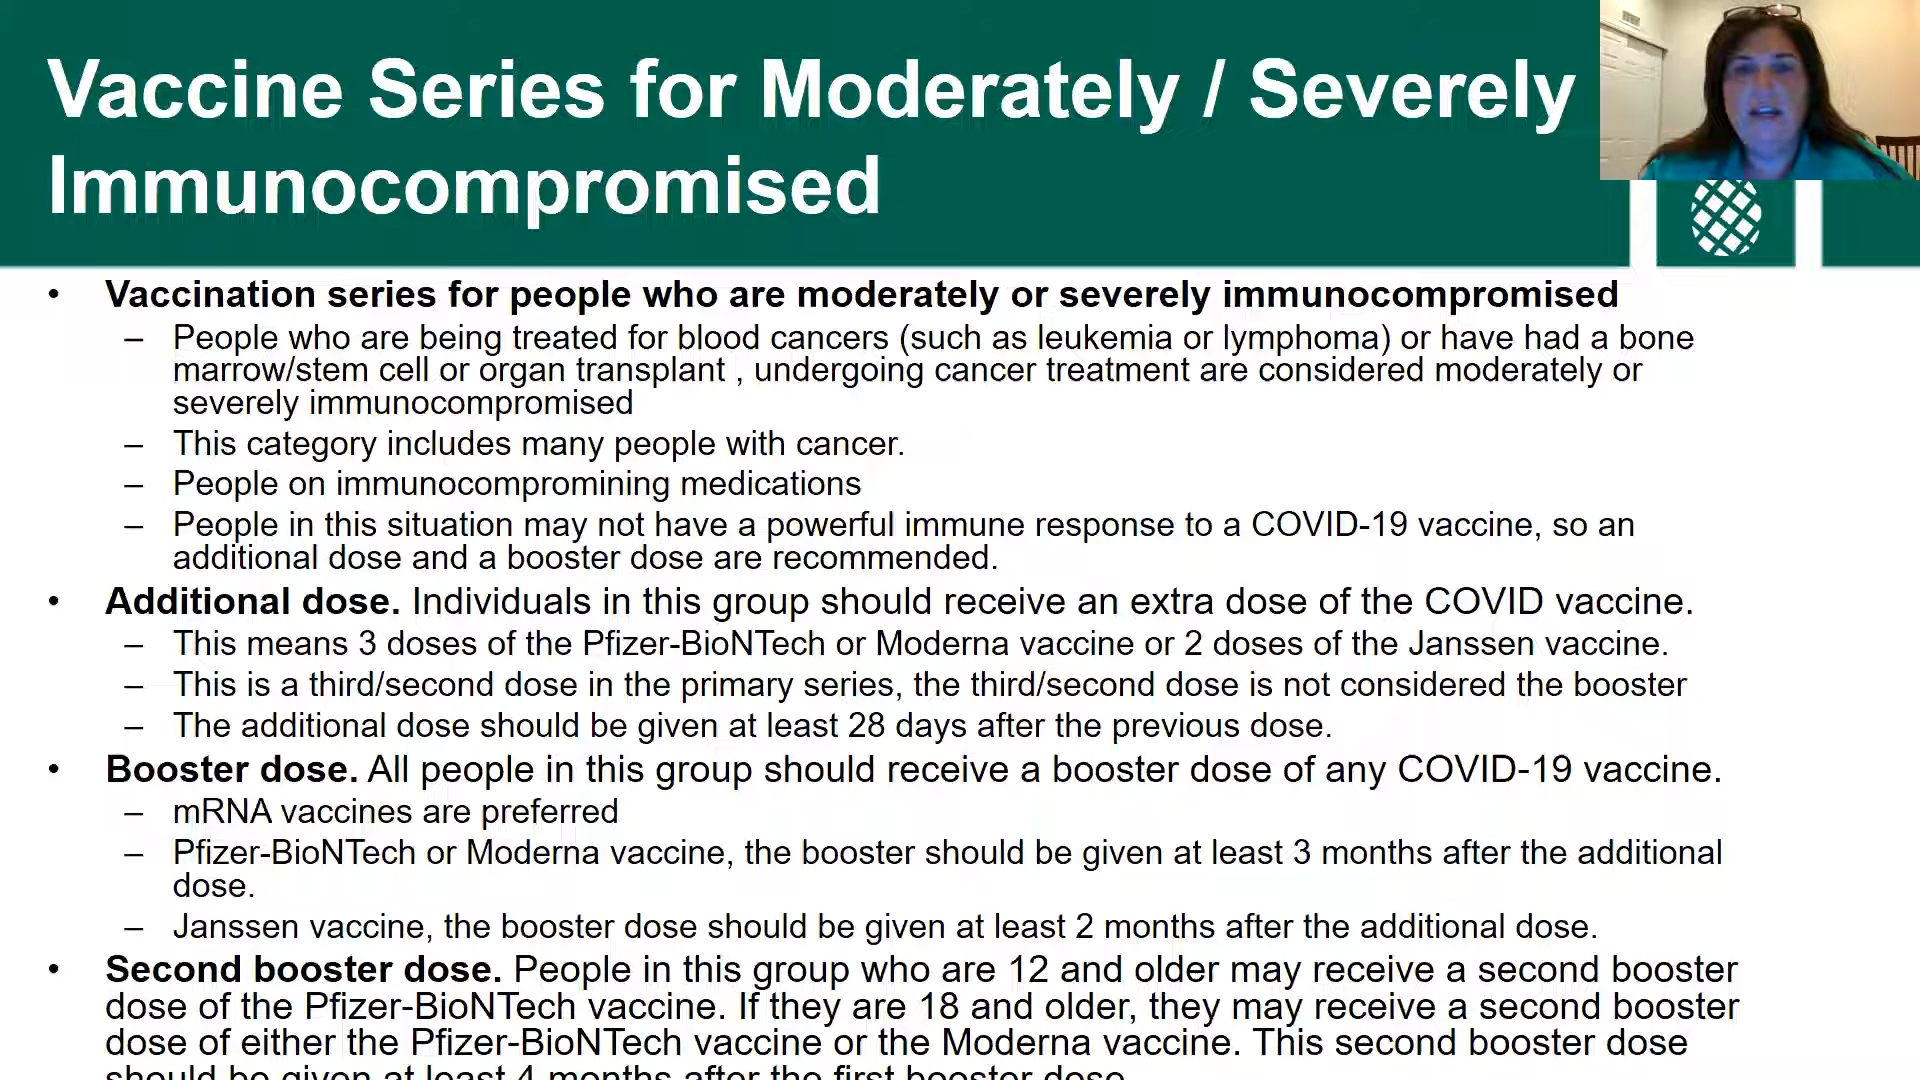 Vaccine Series for Moderately / Severely
Immunocompromised
• Vaccination series for people who are moderately or severely immunocompromised
– People who are being treated for blood cancers (such as leukemia or lymphoma) or have had a bone
marrow/stem cell or organ transplant , undergoing cancer treatment are considered moderately or
severely immunocompromised
– This category includes many people with cancer.
– People on immunocompromining medications
– People in this situation may not have a powerful immune response to a COVID-19 vaccine, so an
additional dose and a booster dose are recommended.
• Additional dose. Individuals in this group should receive an extra dose of the COVID vaccine.
– This means 3 doses of the Pfizer-BioNTech or Moderna vaccine or 2 doses of the Janssen vaccine.
– This is a third/second dose in the primary series, the third/second dose is not considered the booster
– The additional dose should be given at least 28 days after the previous dose.
• Booster dose. All people in this group should receive a booster dose of any COVID-19 vaccine.
– mRNA vaccines are preferred
– Pfizer-BioNTech or Moderna vaccine, the booster should be given at least 3 months after the additional
dose.
– Janssen vaccine, the booster dose should be given at least 2 months after the additional dose.
• Second booster dose. People in this group who are 12 and older may receive a second booster
dose of the Pfizer-BioNTech vaccine. If they are 18 and older, they may receive a second booster
dose of either the Pfizer-BioNTech vaccine or the Moderna vaccine. This second booster dose
should be given at least 4 months after the first booster dose.